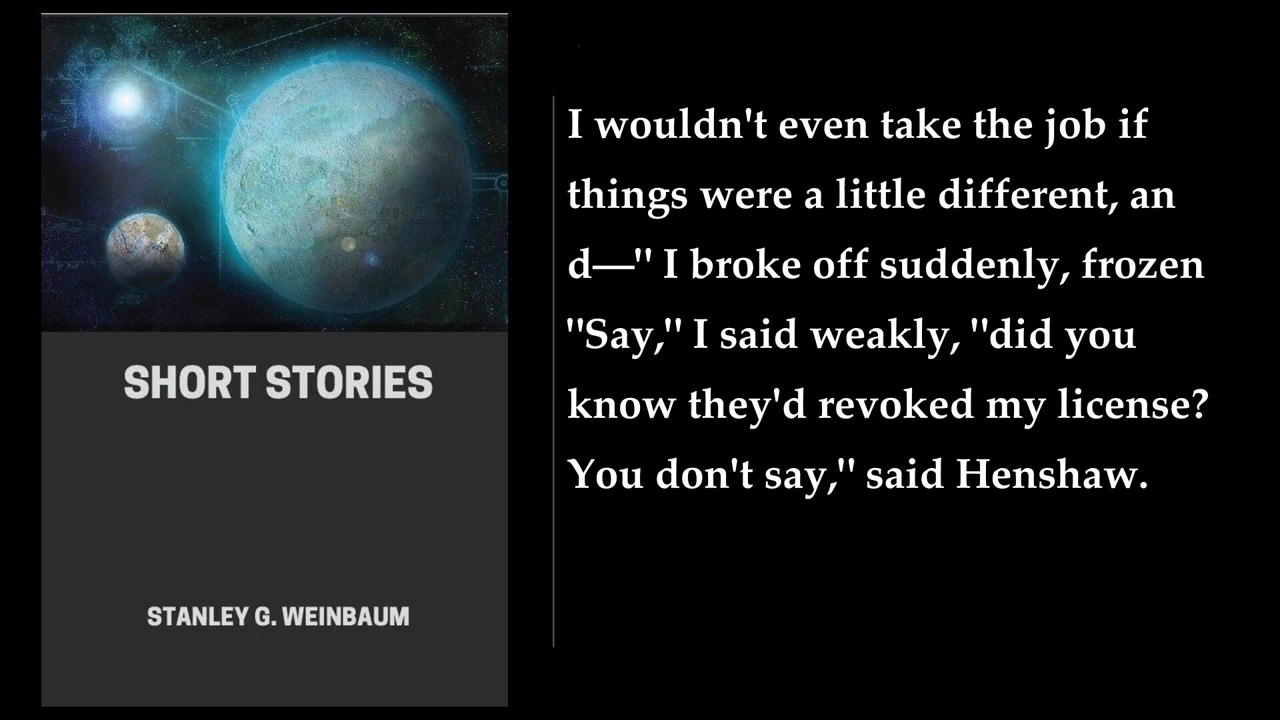 SHORT STORIES
STANLEY G. WEINBAUM
I wouldn't even take the job if
things were a little different, an
d—" I broke off suddenly, frozen
"Say," I said weakly, "did you
know they'd revoked my license?
You don't say," said Henshaw.